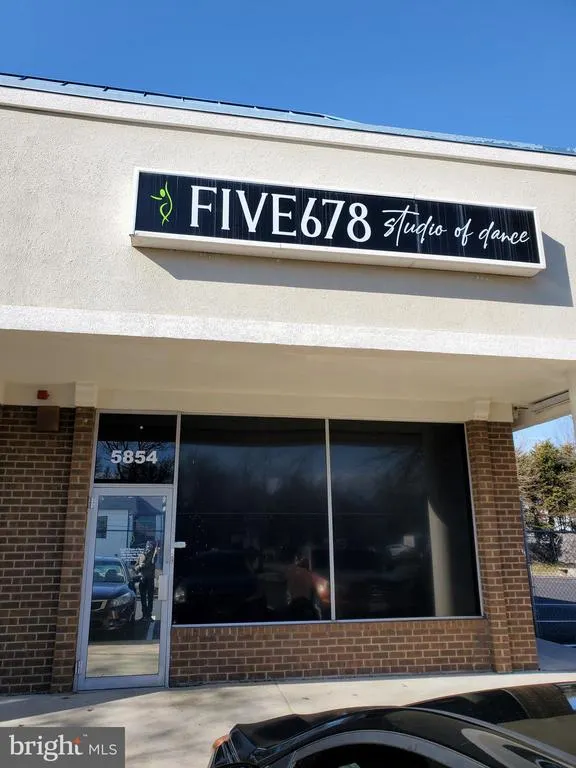 FIVE678 studio of dance
5854
bright MLS